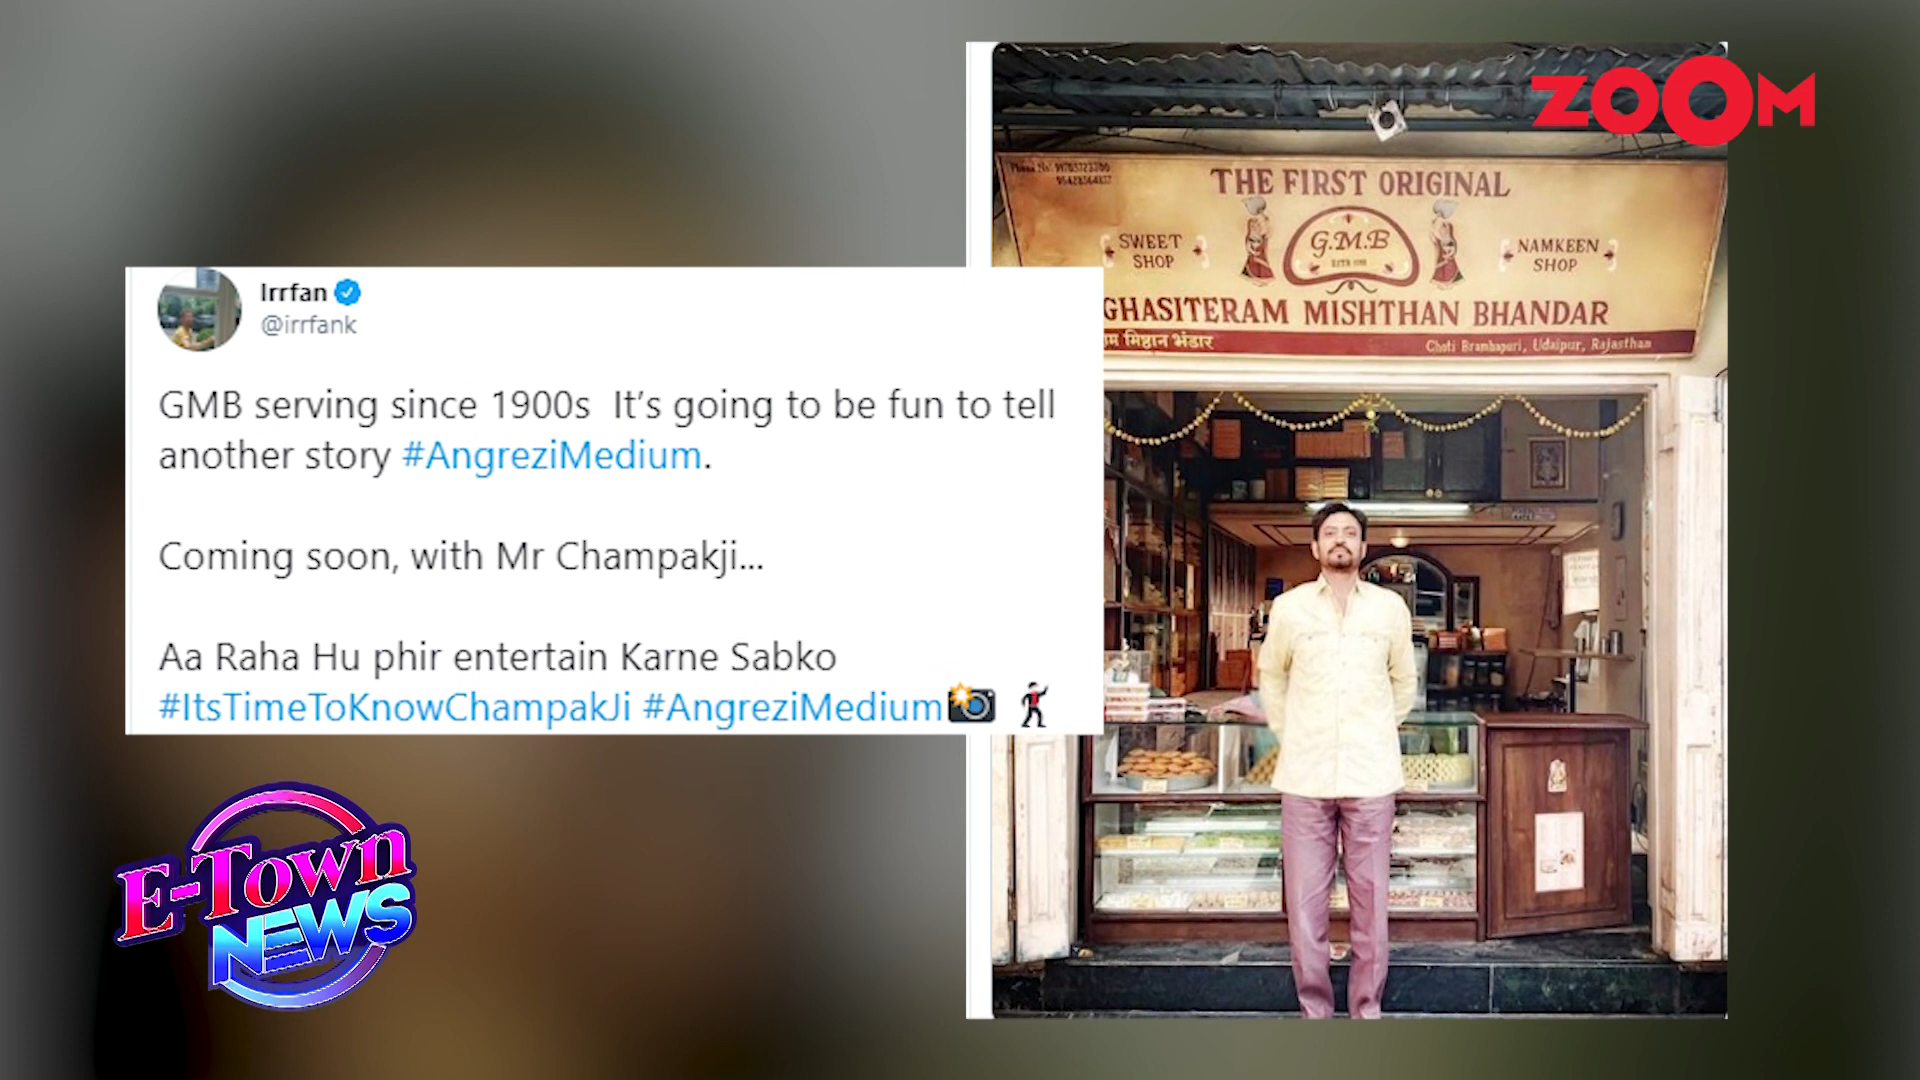 ZOOM
Irrfan
@irrfank
GMB serving since 1900s It's going to be fun to tell
another story #AngreziMedium.
Coming soon, with Mr Champakji...
Aa Raha Hu phir entertain Karne Sabko
#ItsTimeToKnowChampakJi #AngreziMedium
THE FIRST ORIGINAL
SWEET
SHOP
G.M.B
NAMKEEN
SHOP
GHASITERAM MISHTHAN BHANDAR
मिष्ठान भंडार
Choti Brambapuri, Udaipur, Rajasthan
E-Town
NEWS